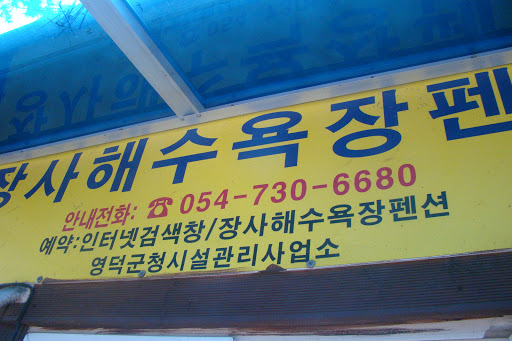 장사해수욕장펜
안내전화: ☎ 054-730-6680
예약:인터넷검색창/장사해수욕장펜션
영덕군청시설관리사업소